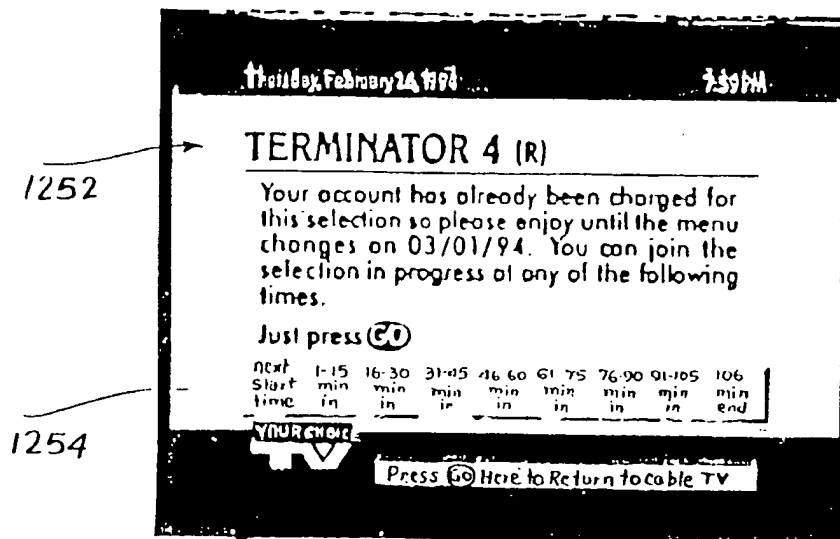 Thursday, February 24, 1994 7:59PM
TERMINATOR 4 (R)
1252
Your account has already been charged for
this selection so please enjoy until the menu
changes on 03/01/94. You can join the
selection in progress at any of the following
times.
Just press GO
next 1-15 16-30 31-45 46-60 61-75 76-90 91-105 106
start min min min min min min min min
time in in in in in in in end
1254
YOUR CHOICE
TV
Press GO Here to Return to cable TV